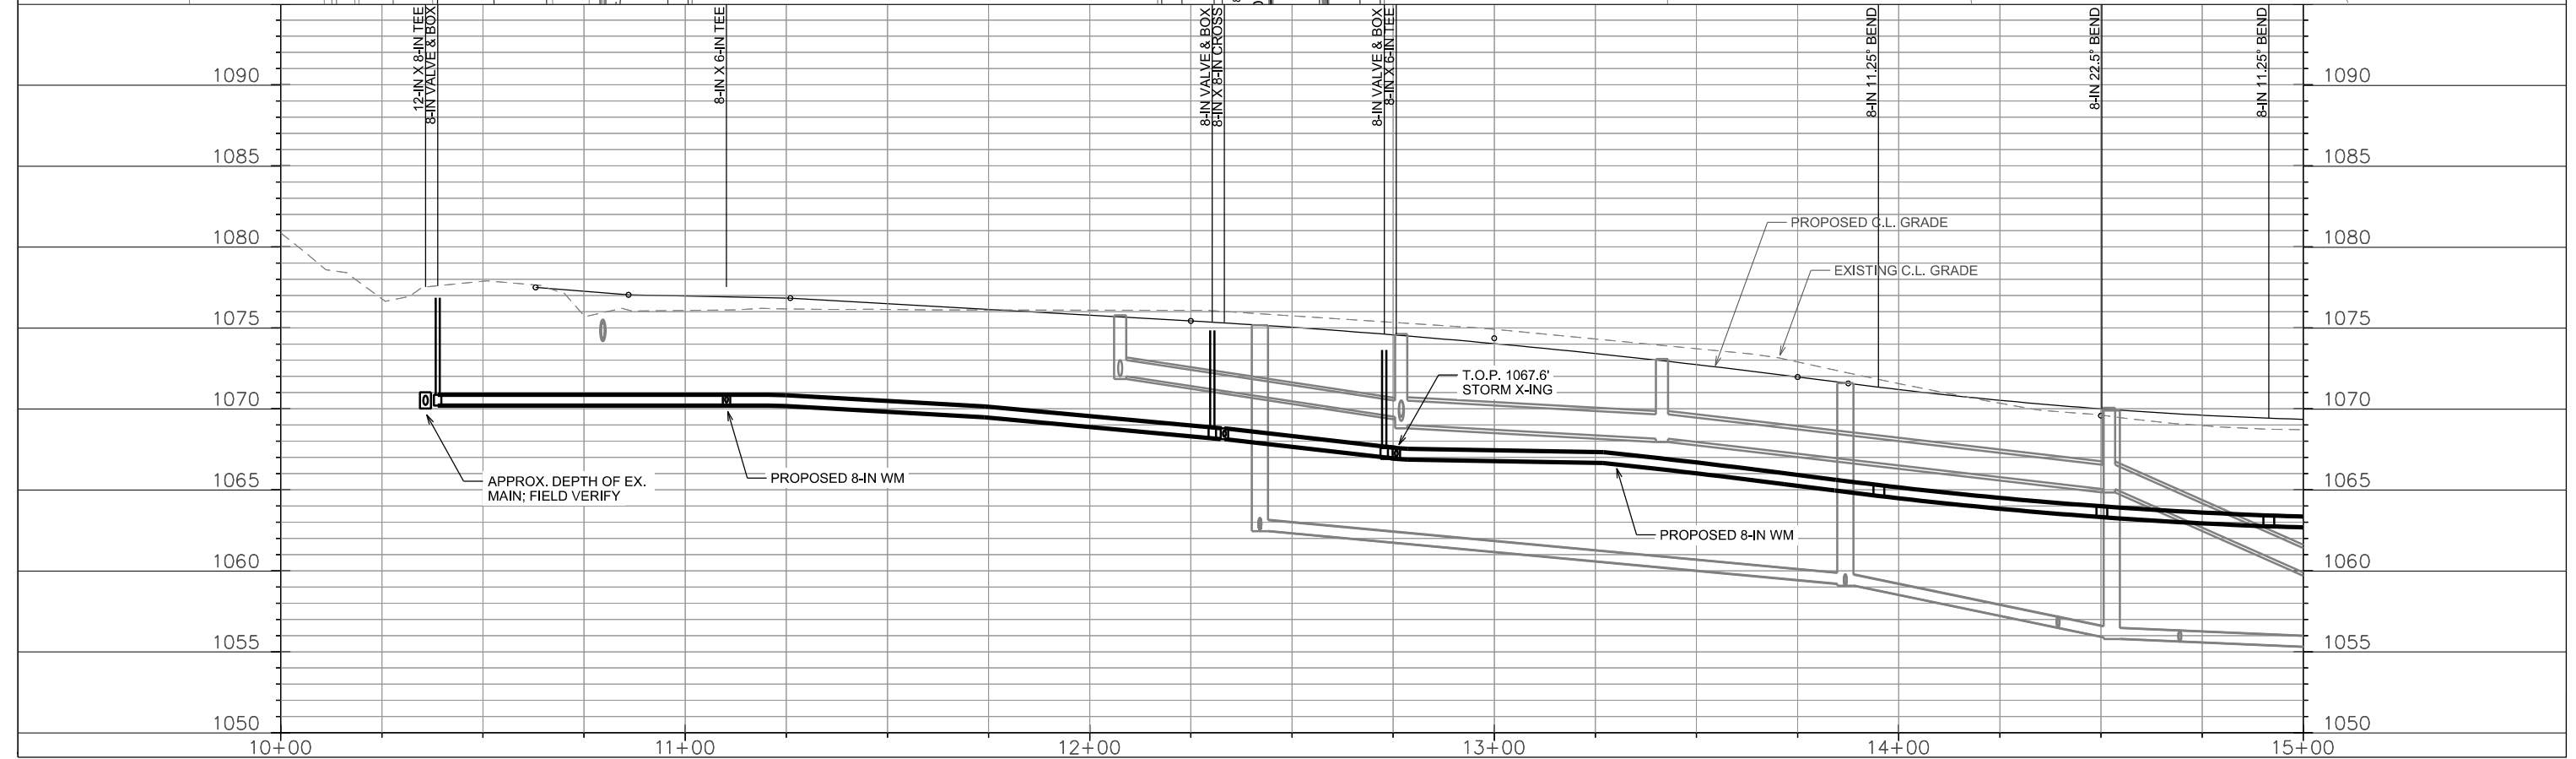 12-IN X 8-IN TEE
8-IN VALVE & BOX
8-IN X 6-IN TEE
8-IN VALVE & BOX
8-IN X 8-IN CROSS
8-IN VALVE & BOX
8-IN X 6-IN TEE
8-IN 11.25° BEND
8-IN 22.5° BEND
8-IN 11.25° BEND
1090 1090
1085 1085
PROPOSED C.L. GRADE
1080 1080
EXISTING C.L. GRADE
1075 1075
T.O.P. 1067.6'
STORM X-ING
1070 1070
APPROX. DEPTH OF EX.
MAIN; FIELD VERIFY
PROPOSED 8-IN WM
1065 1065
PROPOSED 8-IN WM
1060 1060
1055 1055
1050 1050
10+00 11+00 12+00 13+00 14+00 15+00